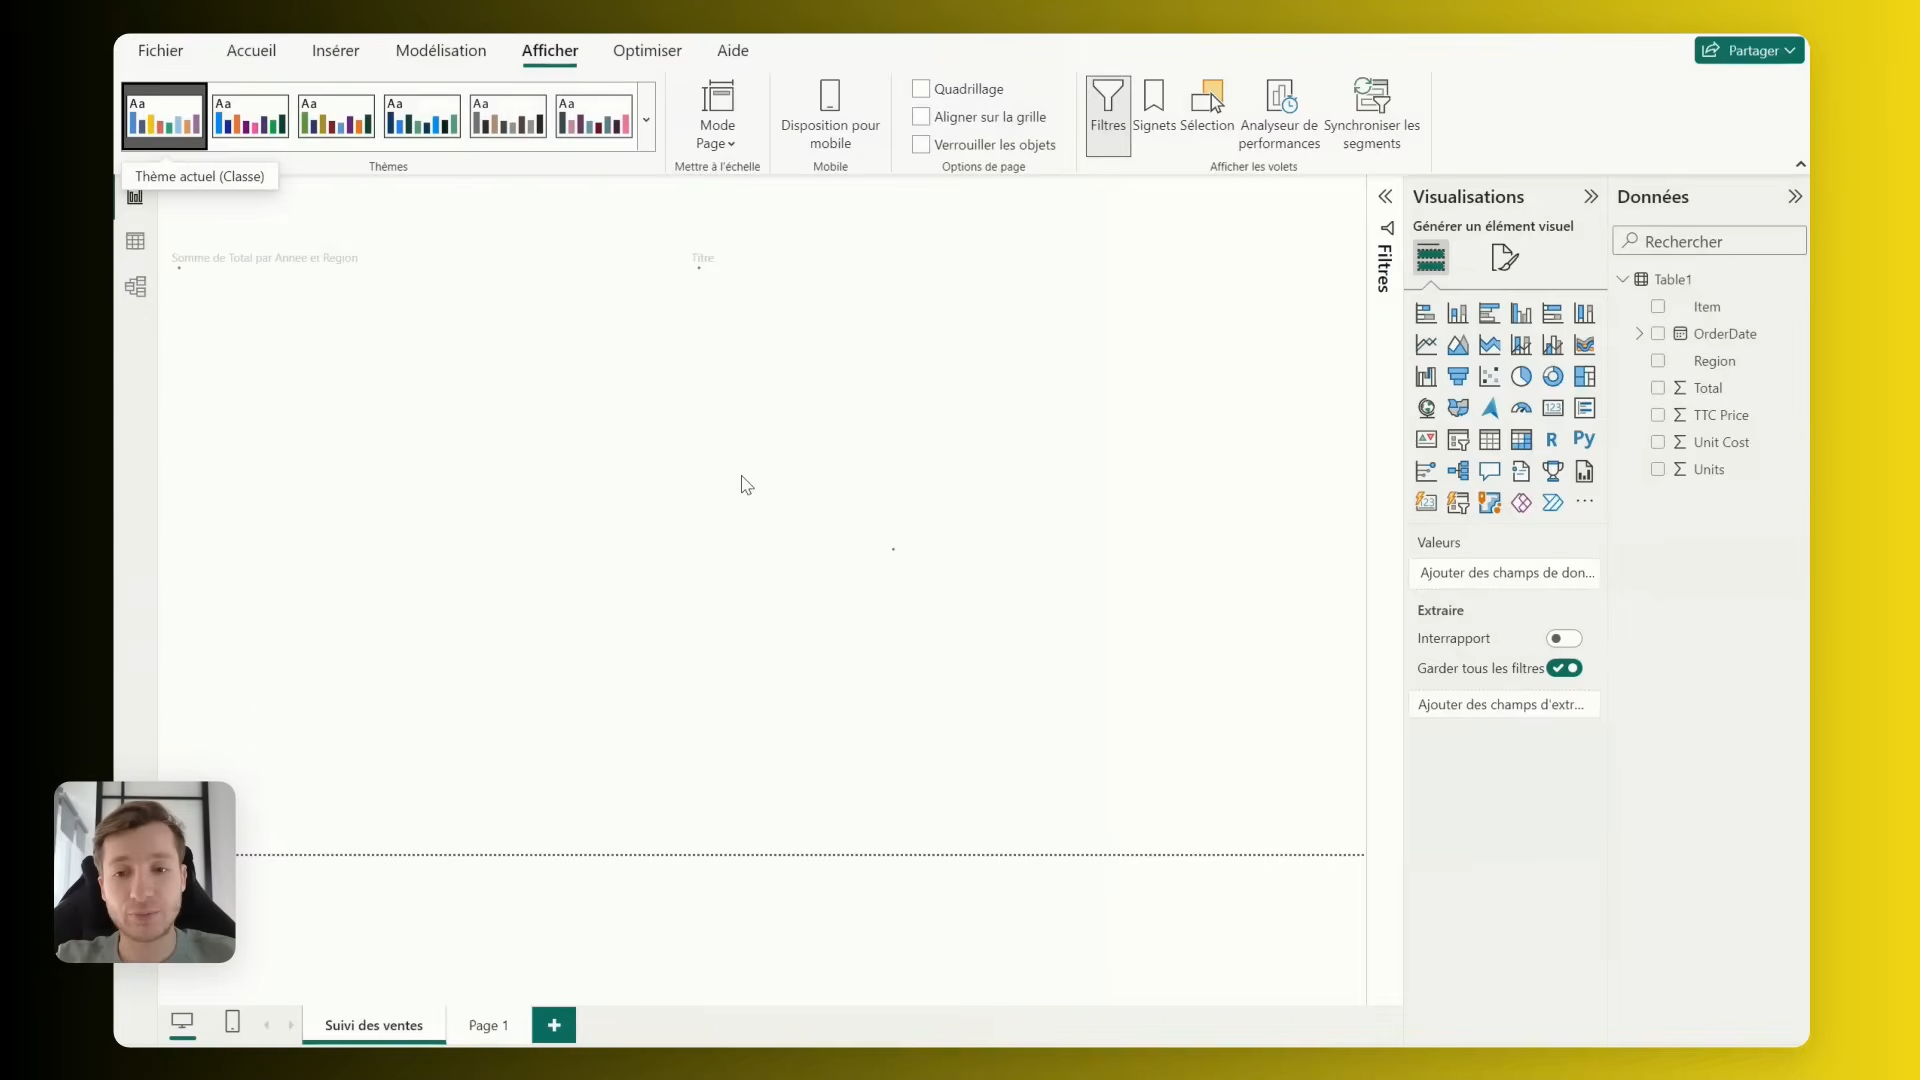 Fichier
Accueil
Insérer
Modélisation
Afficher
Optimiser
Aide
Partager
Aa
Aa
Aa
Aa
Aa
Aa
Thèmes
Mode
Page
Mettre à l'échelle
Disposition pour
mobile
Mobile
Quadrillage
Aligner sur la grille
Verrouiller les objets
Options de page
Filtres
Signets
Sélection
Analyseur de
performances
Synchroniser les
segments
Afficher les volets
Thème actuel (Classe)
Somme de Total par Annee et Region
Titre
Filtres
Visualisations
Générer un élément visuel
123
R
Py
123
Valeurs
Ajouter des champs de don...
Extraire
Interrapport
Garder tous les filtres
Ajouter des champs d'extr...
Données
Rechercher
Table1
Item
OrderDate
Region
Total
TTC Price
Unit Cost
Units
Suivi des ventes
Page 1